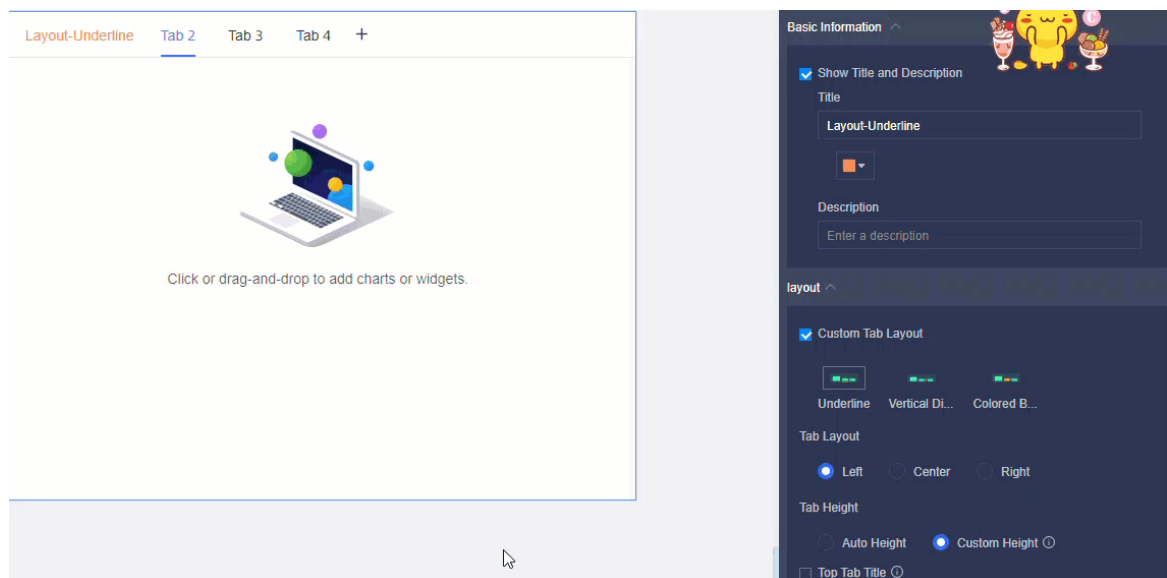 Layout-Underline Tab 2 Tab 3 Tab 4 +
Click or drag-and-drop to add charts or widgets.
Basic Information
Show Title and Description
Title
Layout-Underline
Description
Enter a description
layout
Custom Tab Layout
Underline Vertical Di... Colored B...
Tab Layout
Left Center Right
Tab Height
Auto Height Custom Height
Top Tab Title